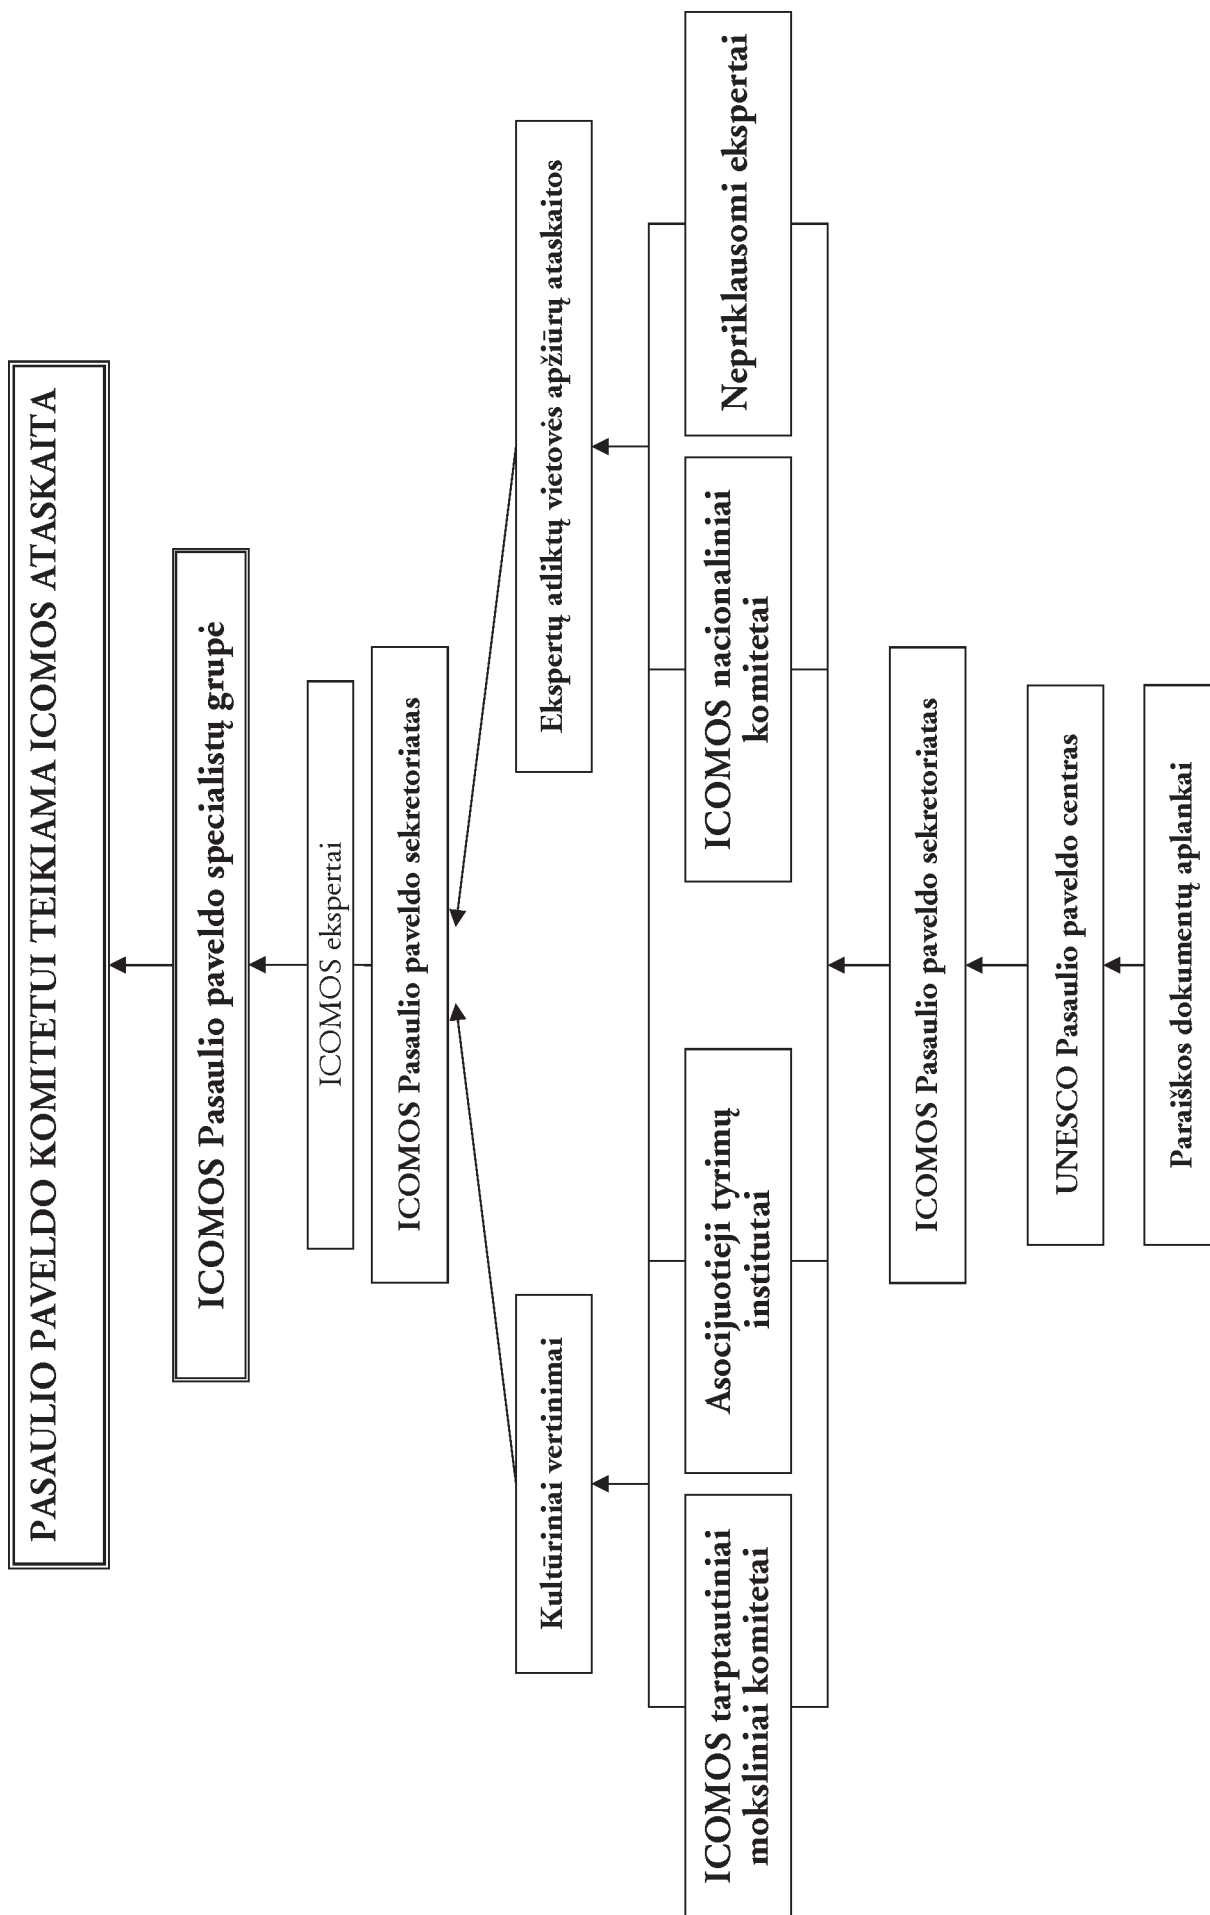 PASAULIO PAVELDO KOMITETUI TEIKIAMA ICOMOS ATASKAITA
ICOMOS Pasaulio paveldo specialistų grupė
ICOMOS ekspertai
ICOMOS Pasaulio paveldo sekretoriatas
Kultūriniai vertinimai
Ekspertų atliktų vietovės apžiūrų ataskaitos
ICOMOS tarptautiniai
moksliniai komitetai
Asocijuotieji tyrimų
institutai
ICOMOS nacionaliniai
komitetai
Nepriklausomi ekspertai
ICOMOS Pasaulio paveldo sekretoriatas
UNESCO Pasaulio paveldo centras
Paraiškos dokumentų aplankai